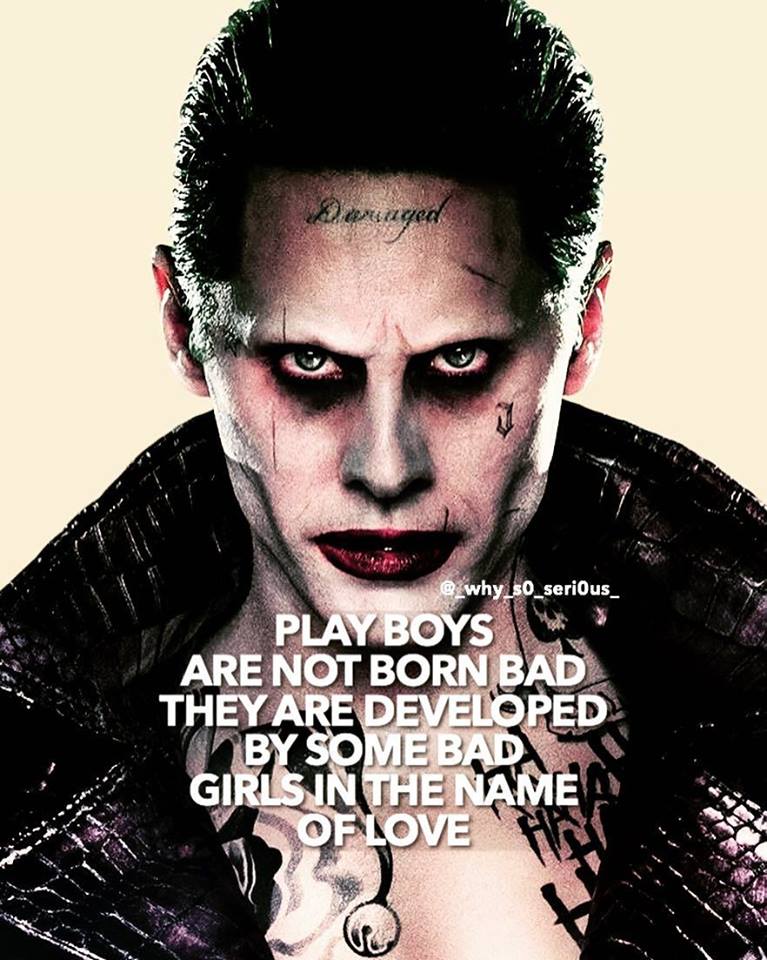 Damaged
J
@_why_s0_seri0us_
PLAY BOYS
ARE NOT BORN BAD
THEY ARE DEVELOPED
BY SOME BAD
GIRLS IN THE NAME
OF LOVE